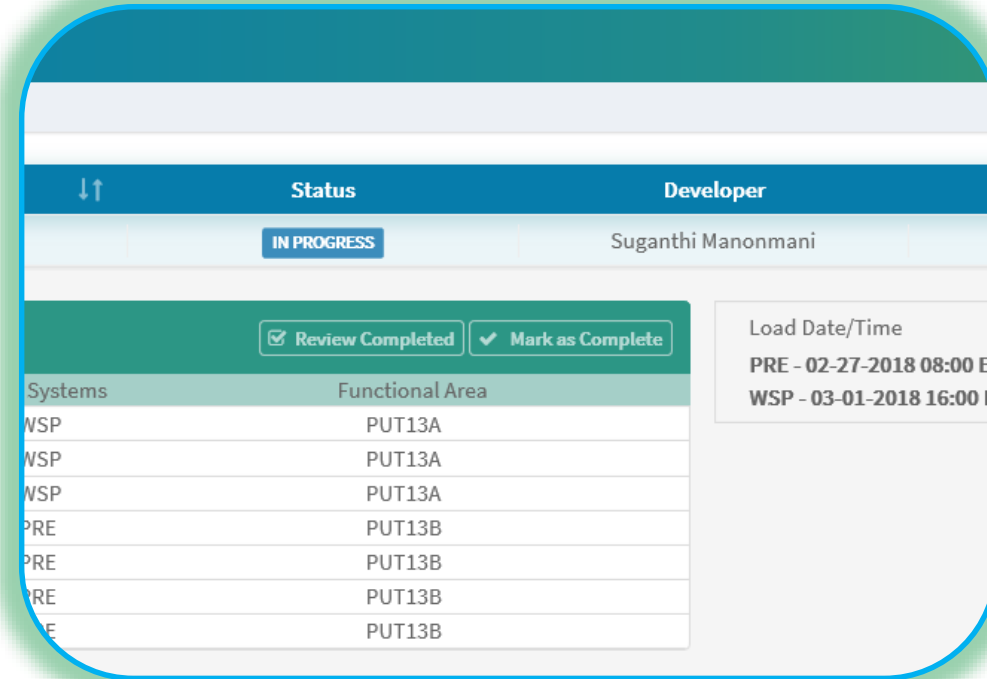 Status Developer
IN PROGRESS Suganthi Manonmani
Review Completed Mark as Complete
Systems Functional Area
WSP PUT13A
WSP PUT13A
WSP PUT13A
PRE PUT13B
PRE PUT13B
PRE PUT13B
PUT13B
Load Date/Time
PRE - 02-27-2018 08:00
WSP - 03-01-2018 16:00